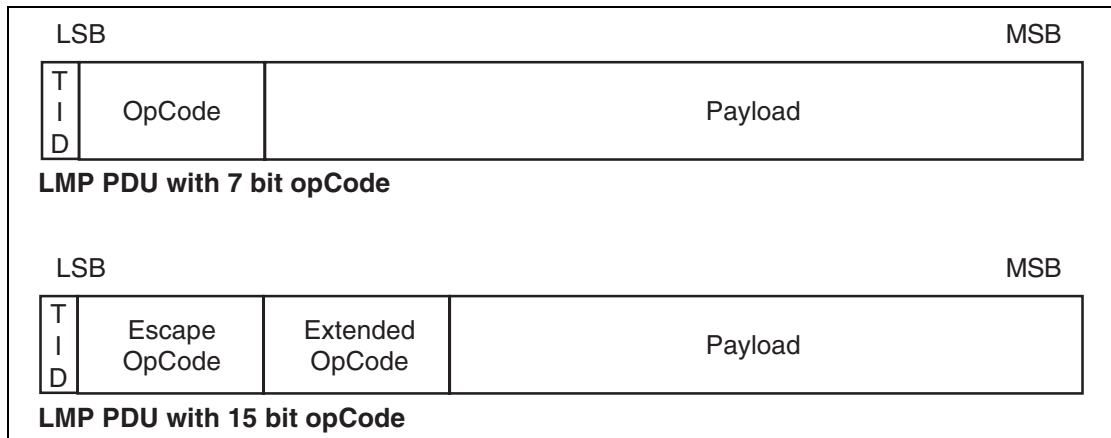 LSB MSB
T
I
D
OpCode Payload
LMP PDU with 7 bit opCode
LSB MSB
T
I
D
Escape
OpCode
Extended
OpCode
Payload
LMP PDU with 15 bit opCode